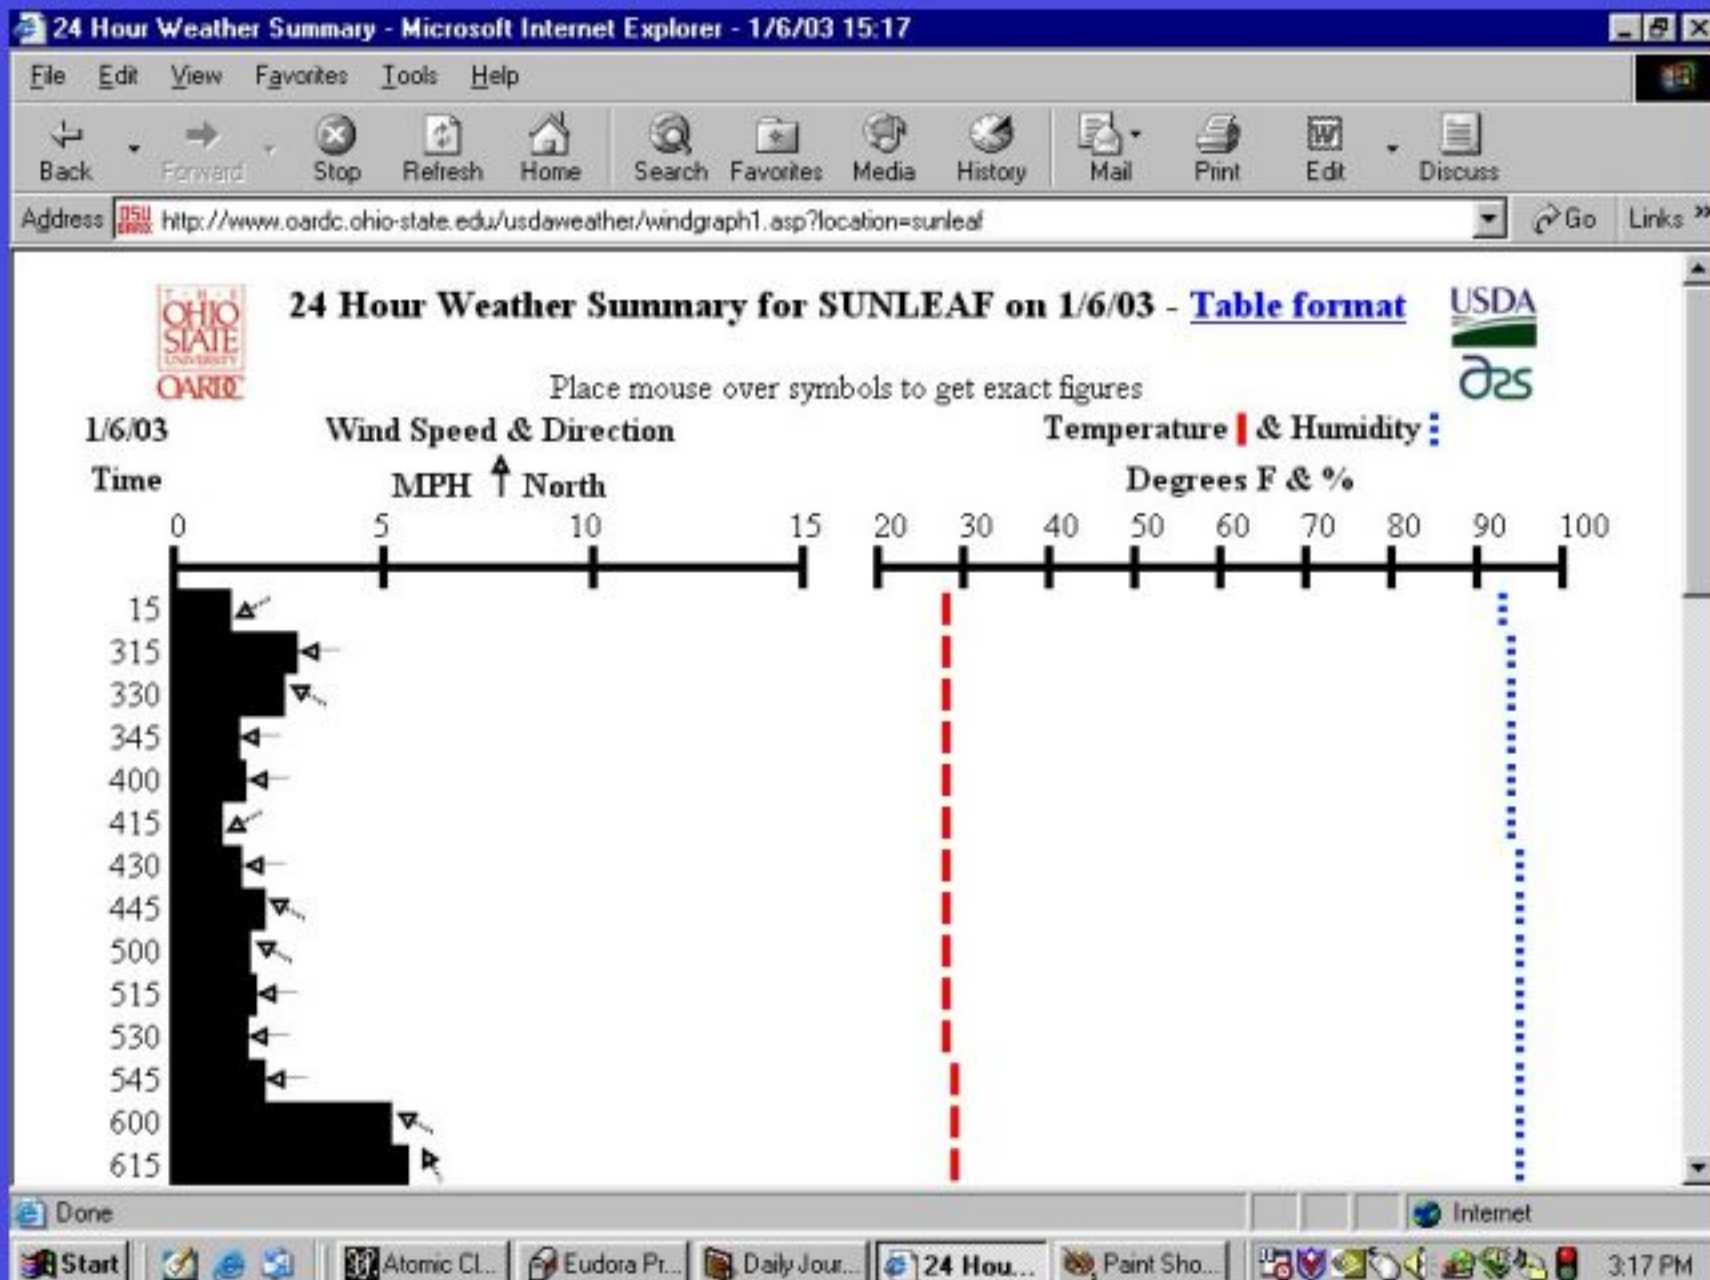 24 Hour Weather Summary - Microsoft Internet Explorer - 1/6/03 15:17
File Edit View Favorites Tools Help
Back Forward Stop Refresh Home Search Favorites Media History Mail Print Edit Discuss
Address http://www.oardc.ohio-state.edu/usdaweather/windgraph1.asp?location=sunleaf Go Links
T · H · E
OHIO
STATE
UNIVERSITY
OARDC
24 Hour Weather Summary for SUNLEAF on 1/6/03 - Table format
USDA
ars
Place mouse over symbols to get exact figures
1/6/03 Wind Speed & Direction Temperature & Humidity
Time MPH North Degrees F & %
0 5 10 15 20 30 40 50 60 70 80 90 100
15
315
330
345
400
415
430
445
500
515
530
545
600
615
Done Internet
Start Atomic Cl... Eudora Pr... Daily Jour... 24 Hou... Paint Sho... 3:17 PM